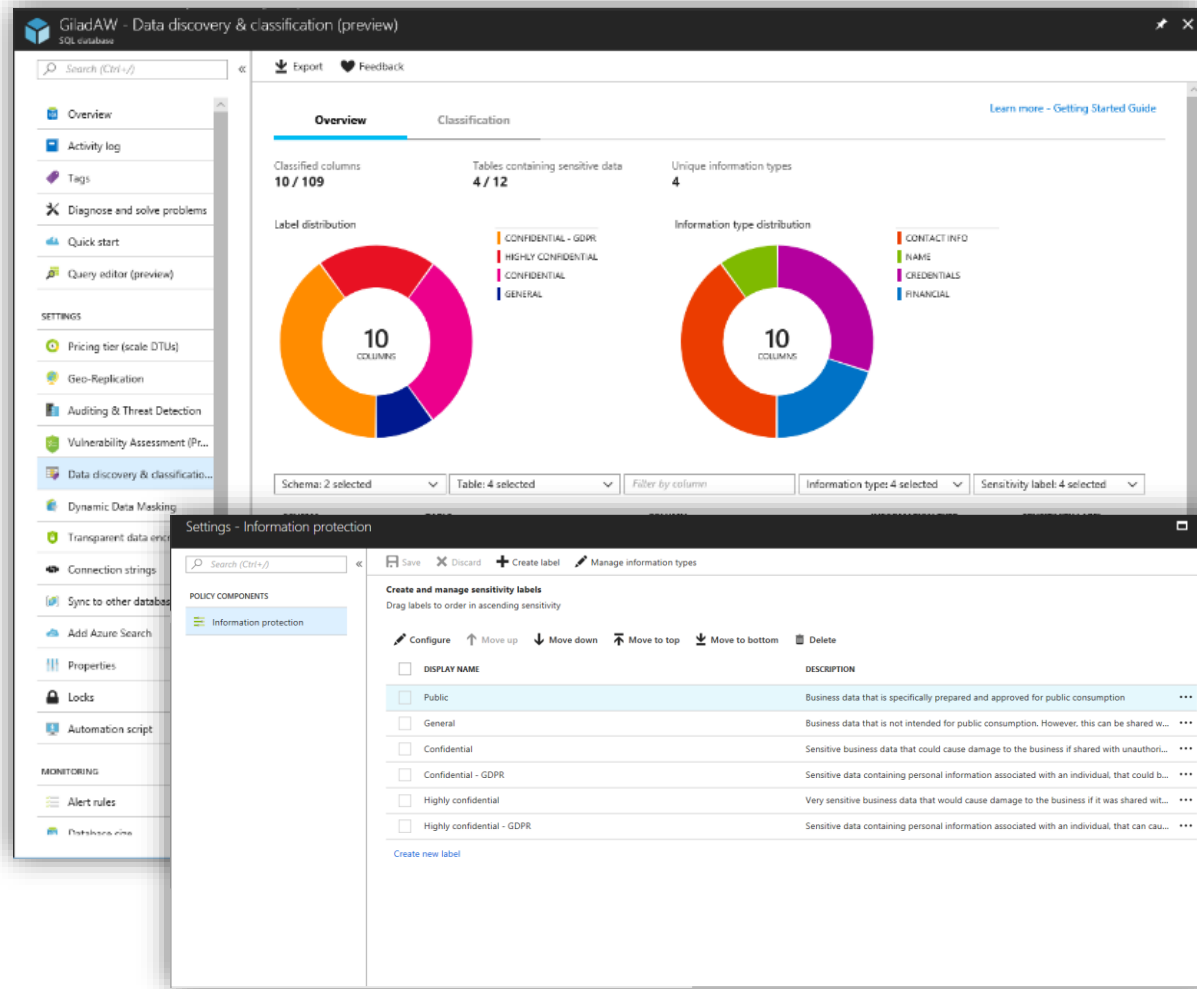 GiladAW - Data discovery & classification (preview)
SQL database
Search (Ctrl+/)
«
Export
Feedback
Overview
Activity log
Tags
Diagnose and solve problems
Quick start
Query editor (preview)
SETTINGS
Pricing tier (scale DTUs)
Geo-Replication
Auditing & Threat Detection
Vulnerability Assessment (Pr...
Data discovery & classificatio...
Dynamic Data Masking
Transparent data enc
Connection strings
Sync to other databas
Add Azure Search
Properties
Locks
Automation script
MONITORING
Alert rules
Database size
Learn more - Getting Started Guide
Overview Classification
Classified columns Tables containing sensitive data Unique information types
10 / 109 4 / 12 4
Label distribution
10
COLUMNS
CONFIDENTIAL - GDPR
HIGHLY CONFIDENTIAL
CONFIDENTIAL
GENERAL
Information type distribution
10
COLUMNS
CONTACT INFO
NAME
CREDENTIALS
FINANCIAL
Schema: 2 selected Table: 4 selected Filter by column Information type: 4 selected Sensitivity label: 4 selected
Settings - Information protection
Search (Ctrl+/)
«
POLICY COMPONENTS
Information protection
Save Discard Create label Manage information types
Create and manage sensitivity labels
Drag labels to order in ascending sensitivity
Configure Move up Move down Move to top Move to bottom Delete
DISPLAY NAME DESCRIPTION
Public Business data that is specifically prepared and approved for public consumption ...
General Business data that is not intended for public consumption. However, this can be shared w... ...
Confidential Sensitive business data that could cause damage to the business if shared with unauthori... ...
Confidential - GDPR Sensitive data containing personal information associated with an individual, that could b... ...
Highly confidential Very sensitive business data that would cause damage to the business if it was shared wit... ...
Highly confidential - GDPR Sensitive data containing personal information associated with an individual, that can cau... ...
Create new label